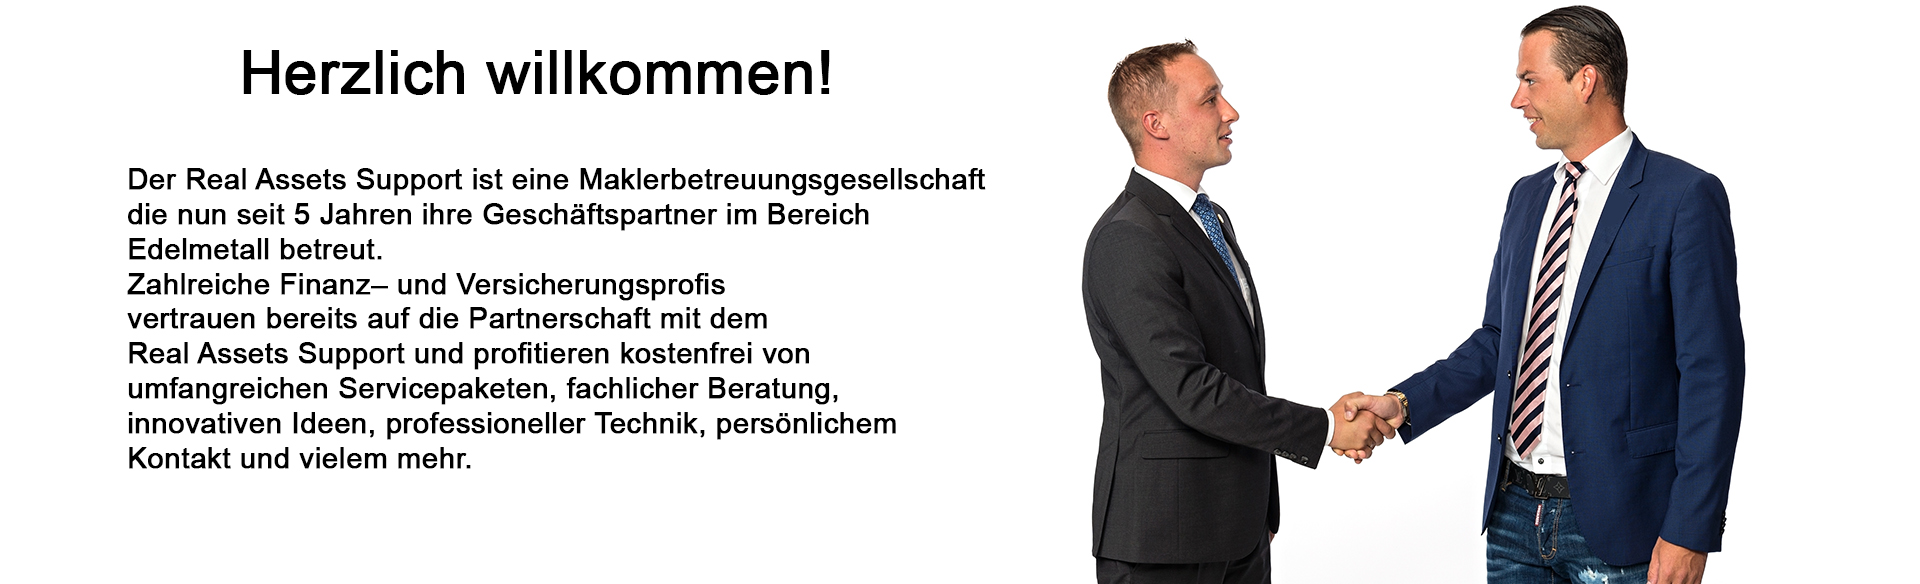 Herzlich willkommen!
Der Real Assets Support ist eine Maklerbetreuungsgesellschaft
die nun seit 5 Jahren ihre Geschäftspartner im Bereich
Edelmetall betreut.
Zahlreiche Finanz– und Versicherungsprofis
vertrauen bereits auf die Partnerschaft mit dem
Real Assets Support und profitieren kostenfrei von
umfangreichen Servicepaketen, fachlicher Beratung,
innovativen Ideen, professioneller Technik, persönlichem
Kontakt und vielem mehr.